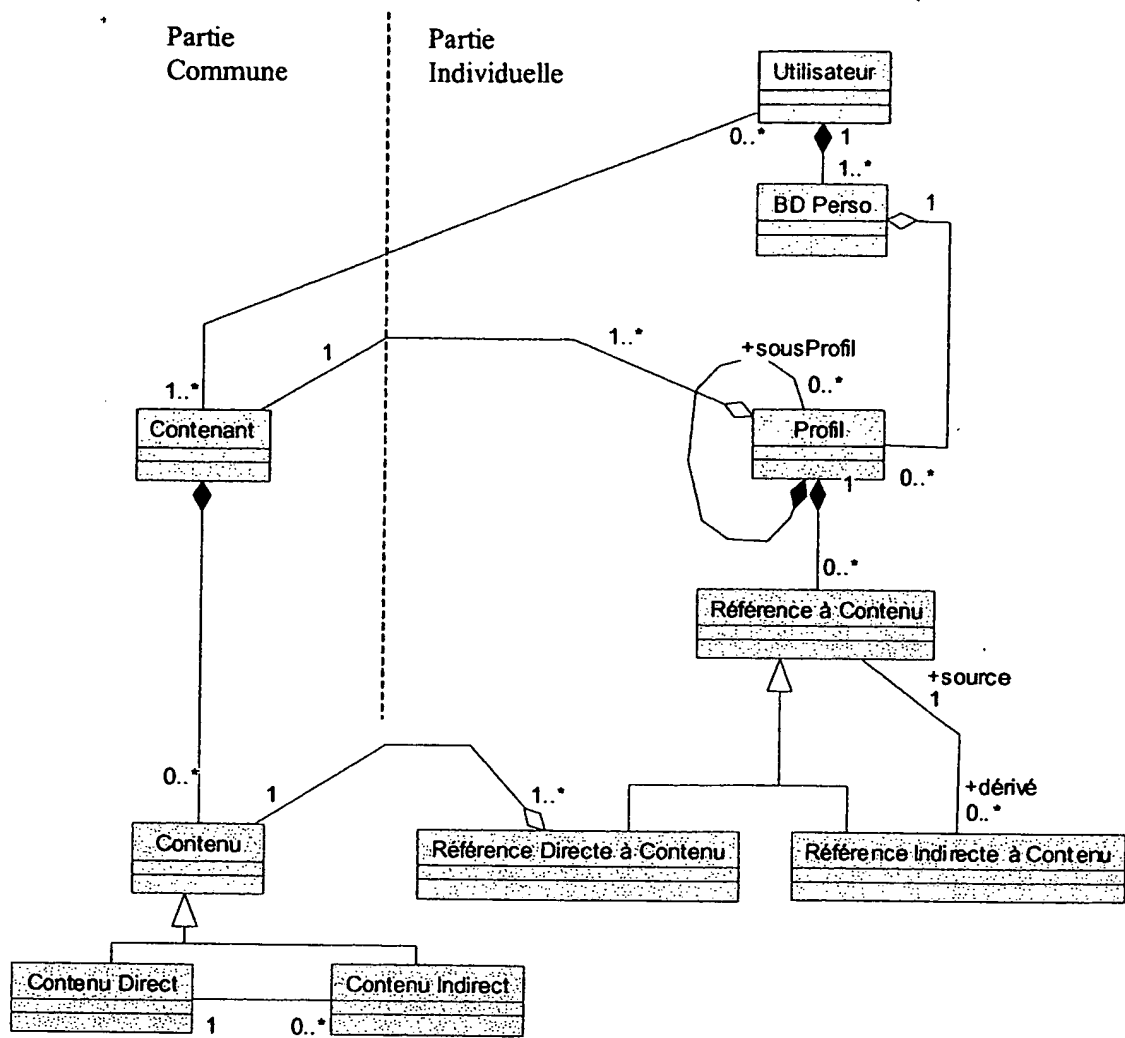 Partie
Commune
Partie
Individuelle
Utilisateur
0..*
1
1..*
BD Perso
1
1
1..*
+sousProfil
0..*
1..*
Contenant
Profil
1
0..*
0..*
Référence à Contenu
+source
1
0..*
1
1..*
+dérivé
0..*
Contenu
Référence Directe à Contenu
Référence Indirecte à Contenu
Contenu Direct
Contenu Indirect
1
0..*